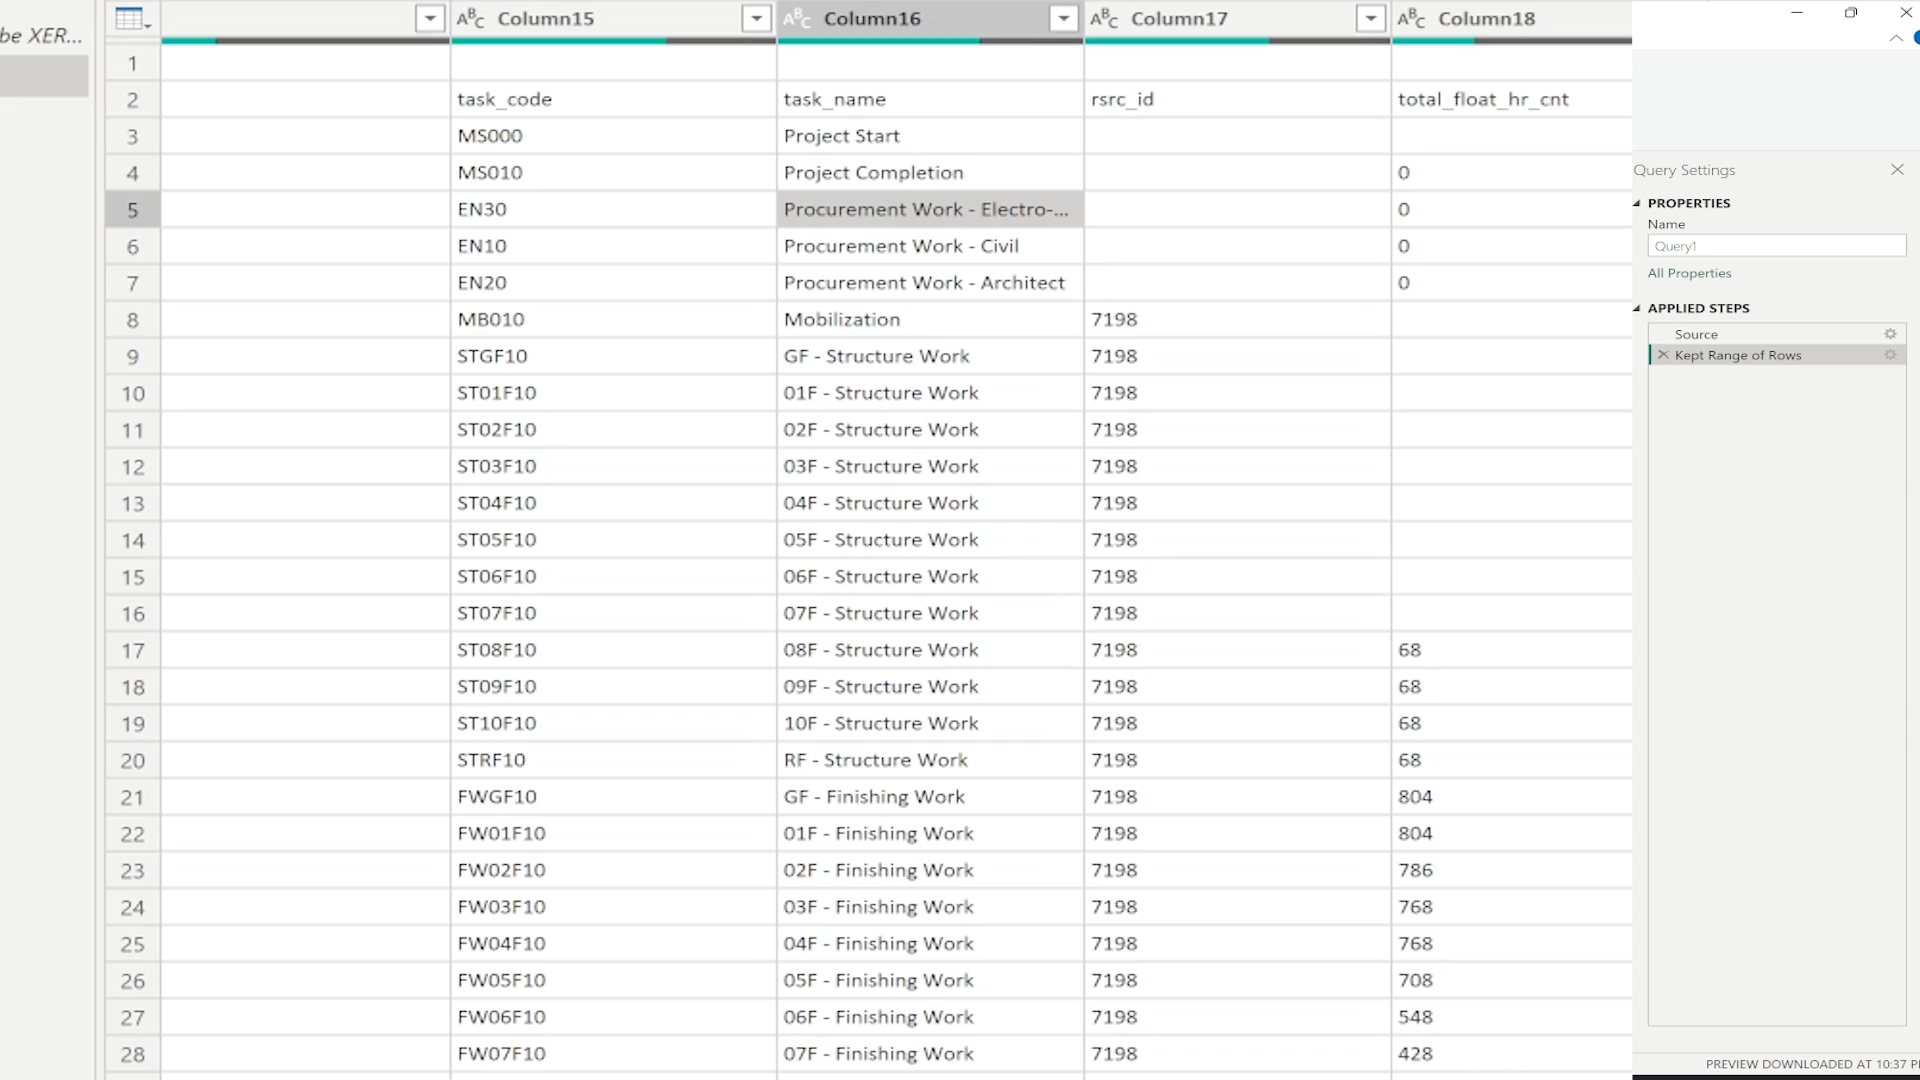 be XER...
ABC Column15 ABC Column16 ABC Column17 ABC Column18
1
2 task_code task_name rsrc_id total_float_hr_cnt
3 MS000 Project Start
4 MS010 Project Completion 0
5 EN30 Procurement Work - Electro-... 0
6 EN10 Procurement Work - Civil 0
7 EN20 Procurement Work - Architect 0
8 MB010 Mobilization 7198
9 STGF10 GF - Structure Work 7198
10 ST01F10 01F - Structure Work 7198
11 ST02F10 02F - Structure Work 7198
12 ST03F10 03F - Structure Work 7198
13 ST04F10 04F - Structure Work 7198
14 ST05F10 05F - Structure Work 7198
15 ST06F10 06F - Structure Work 7198
16 ST07F10 07F - Structure Work 7198
17 ST08F10 08F - Structure Work 7198 68
18 ST09F10 09F - Structure Work 7198 68
19 ST10F10 10F - Structure Work 7198 68
20 STRF10 RF - Structure Work 7198 68
21 FWGF10 GF - Finishing Work 7198 804
22 FW01F10 01F - Finishing Work 7198 804
23 FW02F10 02F - Finishing Work 7198 786
24 FW03F10 03F - Finishing Work 7198 768
25 FW04F10 04F - Finishing Work 7198 768
26 FW05F10 05F - Finishing Work 7198 708
27 FW06F10 06F - Finishing Work 7198 548
28 FW07F10 07F - Finishing Work 7198 428
Query Settings
PROPERTIES
Name
Query1
All Properties
APPLIED STEPS
Source
Kept Range of Rows
PREVIEW DOWNLOADED AT 10:37 P